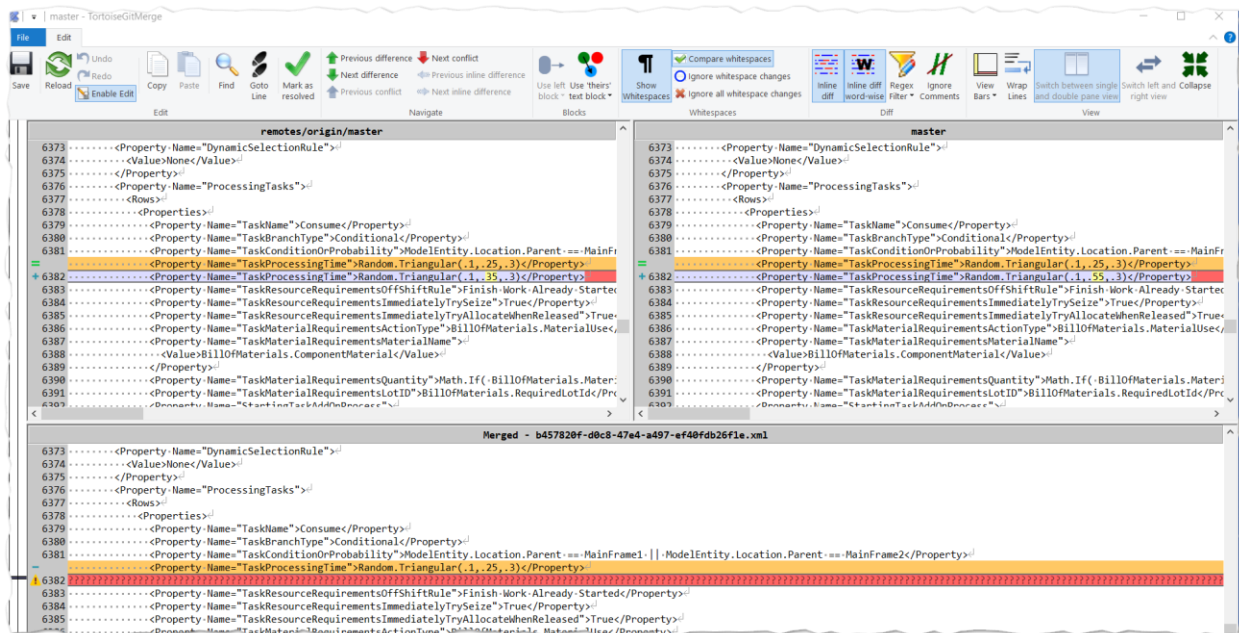 master - TortoiseGitMerge
File Edit
Save
Reload
Undo
Redo
Enable Edit
Copy
Paste
Find
Goto Line
Mark as resolved
Previous difference
Next conflict
Next difference
Previous inline difference
Previous conflict
Next inline difference
Use left block
Use 'theirs' text block
Show Whitespaces
Compare whitespaces
Ignore whitespace changes
Ignore all whitespace changes
Inline diff
Inline diff word-wise
Regex Filter
Ignore Comments
View Bars
Wrap Lines
Switch between single and double pane view
Switch left and right view
Collapse
Edit Navigate Blocks Whitespaces Diff View
remotes/origin/master
6373 <Property Name="DynamicSelectionRule">
6374 <Value>None</Value>
6375 </Property>
6376 <Property Name="ProcessingTasks">
6377 <Rows>
6378 <Properties>
6379 <Property Name="TaskName">Consume</Property>
6380 <Property Name="TaskBranchType">Conditional</Property>
6381 <Property Name="TaskConditionOrProbability">ModelEntity.Location.Parent == MainFr
<Property Name="TaskProcessingTime">Random.Triangular(.1,.25,.3)</Property>
6382 <Property Name="TaskProcessingTime">Random.Triangular(.1,.35,.3)</Property>
6383 <Property Name="TaskResourceRequirementsOffShiftRule">Finish Work Already Started
6384 <Property Name="TaskResourceRequirementsImmediatelyTrySeize">True</Property>
6385 <Property Name="TaskResourceRequirementsImmediatelyTryAllocateWhenReleased">True<
6386 <Property Name="TaskMaterialRequirementsActionType">BillOfMaterials.MaterialUse</
6387 <Property Name="TaskMaterialRequirementsMaterialName">
6388 <Value>BillOfMaterials.ComponentMaterial</Value>
6389 </Property>
6390 <Property Name="TaskMaterialRequirementsQuantity">Math.If( BillOfMaterials.Materi
6391 <Property Name="TaskMaterialRequirementsLotID">BillOfMaterials.RequiredLotId</Pro
6392 <Property Name="StartingTaskAddOnProcess">
master
6373 <Property Name="DynamicSelectionRule">
6374 <Value>None</Value>
6375 </Property>
6376 <Property Name="ProcessingTasks">
6377 <Rows>
6378 <Properties>
6379 <Property Name="TaskName">Consume</Property>
6380 <Property Name="TaskBranchType">Conditional</Property>
6381 <Property Name="TaskConditionOrProbability">ModelEntity.Location.Parent == MainFr
<Property Name="TaskProcessingTime">Random.Triangular(.1,.25,.3)</Property>
6382 <Property Name="TaskProcessingTime">Random.Triangular(.1,.55,.3)</Property>
6383 <Property Name="TaskResourceRequirementsOffShiftRule">Finish Work Already Started
6384 <Property Name="TaskResourceRequirementsImmediatelyTrySeize">True</Property>
6385 <Property Name="TaskResourceRequirementsImmediatelyTryAllocateWhenReleased">True<
6386 <Property Name="TaskMaterialRequirementsActionType">BillOfMaterials.MaterialUse</
6387 <Property Name="TaskMaterialRequirementsMaterialName">
6388 <Value>BillOfMaterials.ComponentMaterial</Value>
6389 </Property>
6390 <Property Name="TaskMaterialRequirementsQuantity">Math.If( BillOfMaterials.Materi
6391 <Property Name="TaskMaterialRequirementsLotID">BillOfMaterials.RequiredLotId</Pro
6392 <Property Name="StartingTaskAddOnProcess">
Merged - b457820f-d0c8-47e4-a497-ef40fdb26f1e.xml
6373 <Property Name="DynamicSelectionRule">
6374 <Value>None</Value>
6375 </Property>
6376 <Property Name="ProcessingTasks">
6377 <Rows>
6378 <Properties>
6379 <Property Name="TaskName">Consume</Property>
6380 <Property Name="TaskBranchType">Conditional</Property>
6381 <Property Name="TaskConditionOrProbability">ModelEntity.Location.Parent == MainFrame1 || ModelEntity.Location.Parent == MainFrame2</Property>
<Property Name="TaskProcessingTime">Random.Triangular(.1,.25,.3)</Property>
6382
6383 <Property Name="TaskResourceRequirementsOffShiftRule">Finish Work Already Started</Property>
6384 <Property Name="TaskResourceRequirementsImmediatelyTrySeize">True</Property>
6385 <Property Name="TaskResourceRequirementsImmediatelyTryAllocateWhenReleased">True</Property>